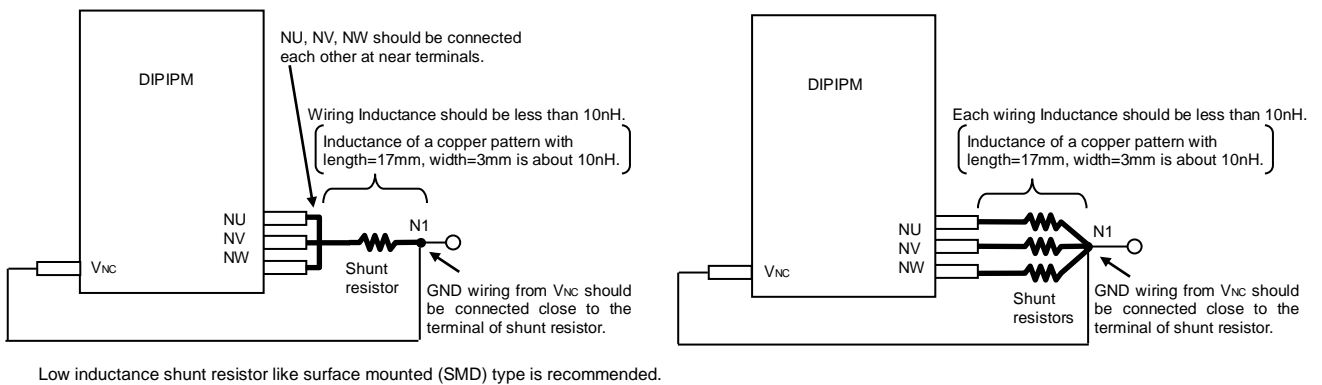 NU, NV, NW should be connected
each other at near terminals.
DIPIPM
Wiring Inductance should be less than 10nH.
Inductance of a copper pattern with
length=17mm, width=3mm is about 10nH.
NU
NV
NW
N1
VNC
Shunt
resistor
GND wiring from VNC should
be connected close to the
terminal of shunt resistor.
DIPIPM
Each wiring Inductance should be less than 10nH.
Inductance of a copper pattern with
length=17mm, width=3mm is about 10nH.
NU
NV
NW
N1
VNC
Shunt
resistors
GND wiring from VNC should
be connected close to the
terminal of shunt resistor.
Low inductance shunt resistor like surface mounted (SMD) type is recommended.